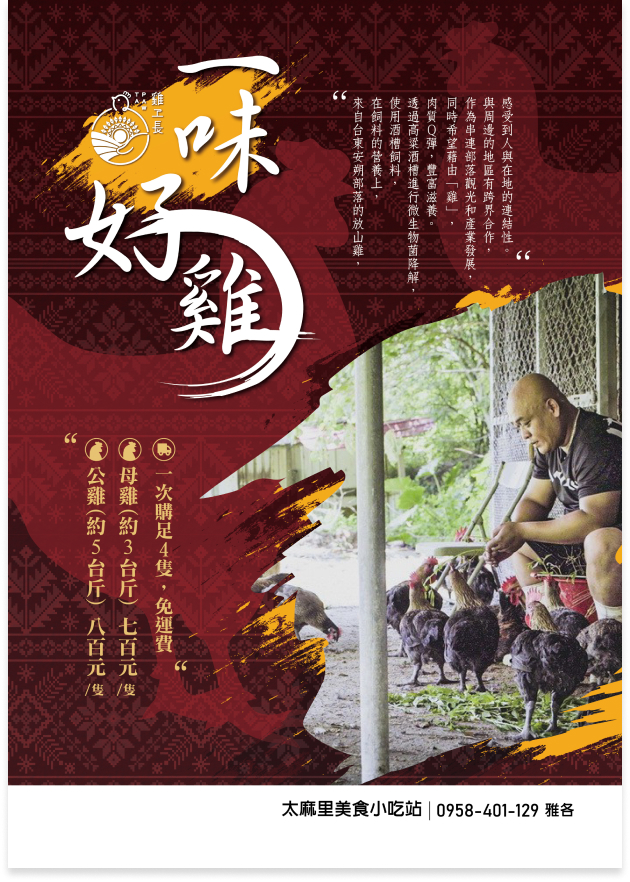 一味好雞
雞工長
“
來自台東安朔部落的放山雞，
在飼料的營養上，
使用酒槽飼料，
透過高粱酒槽進行微生物菌降解，
肉質Ｑ彈，豐富滋養。
同時希望藉由「雞」，
作為串連部落觀光和產業發展，
與周邊的地區有跨界合作，
感受到人與在地的連結性。
“
“
公雞(約5台斤) 八百元/隻
母雞(約3台斤) 七百元/隻
一次購足4隻，免運費
“
太麻里美食小吃站｜0958-401-129 雅各